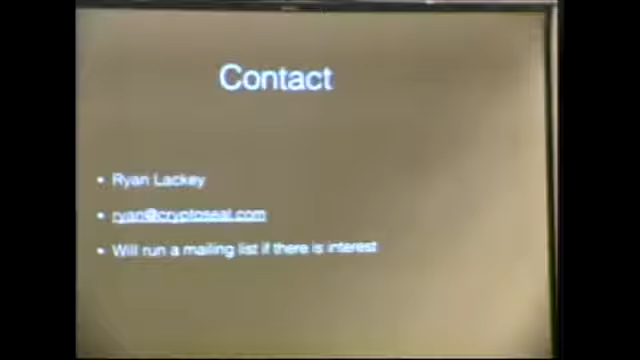 Contact
• Ryan Lackey
• ryan@cryptoseal.com
• Will run a mailing list if there is interest